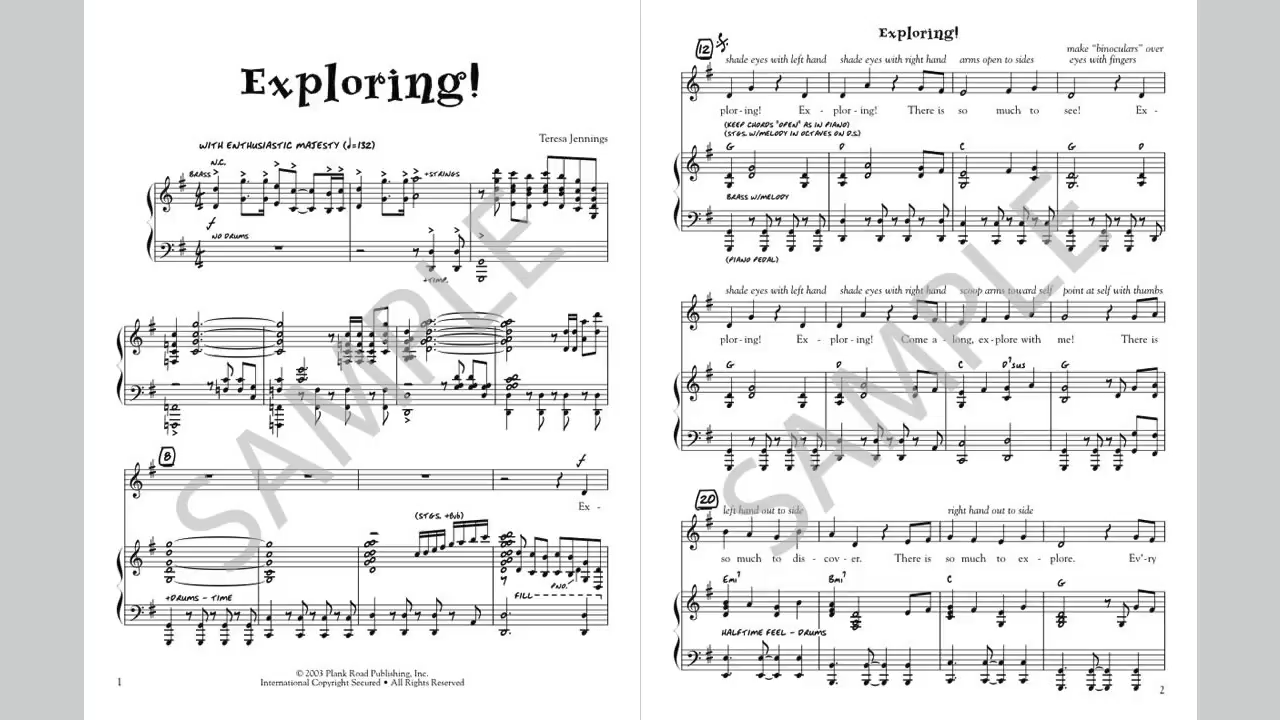 Exploring!
Teresa Jennings
WITH ENTHUSIASTIC MAJESTY (♩=132)
N.C.
BRASS
+STRINGS
f
NO DRUMS
+TIMP.
8
f
Ex -
(STGS. +8vb)
PNO.
FILL
+DRUMS - TIME
© 2003 Plank Road Publishing, Inc.
International Copyright Secured • All Rights Reserved
1
SAMPLE
Exploring!
12
make "binoculars" over
shade eyes with left hand shade eyes with right hand arms open to sides eyes with fingers
plor - ing! Ex - plor - ing! There is so much to see! Ex -
(KEEP CHORDS "OPEN" AS IN PIANO)
(STGS. W/MELODY IN OCTAVES ON D.S.)
G D C G D
BRASS W/MELODY
(PIANO PEDAL)
shade eyes with left hand shade eyes with right hand scoop arms toward self point at self with thumbs
plor - ing! Ex - plor - ing! Come a - long, ex - plore with me! There is
G D C D7sus G
20
left hand out to side right hand out to side
so much to dis - cov - er. There is so much to ex - plore. Ev'-ry
Emi7 Bmi7 C G
HALFTIME FEEL - DRUMS
2
SAMPLE